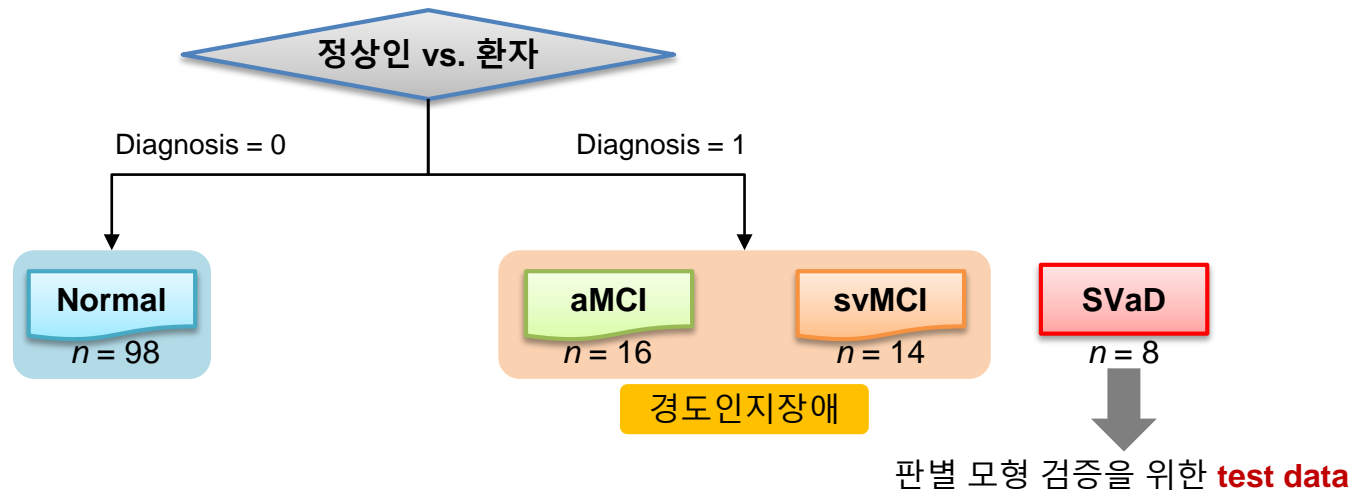 정상인 vs. 환자
Diagnosis = 0
Diagnosis = 1
Normal
n = 98
aMCI
n = 16
svMCI
n = 14
SVaD
n = 8
경도인지장애
판별 모형 검증을 위한 test data